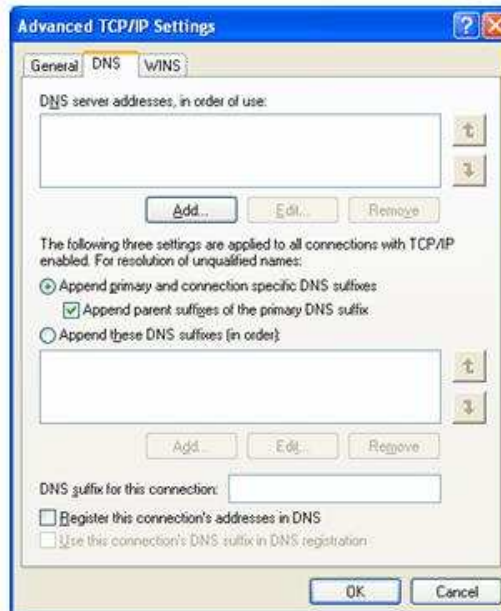 Advanced TCP/IP Settings
General DNS WINS
DNS server addresses, in order of use:
Add... Edit... Remove
The following three settings are applied to all connections with TCP/IP
enabled. For resolution of unqualified names:
Append primary and connection specific DNS suffixes
Append parent suffixes of the primary DNS suffix
Append these DNS suffixes (in order):
Add... Edit... Remove
DNS suffix for this connection:
Register this connection's addresses in DNS
Use this connection's DNS suffix in DNS registration
OK Cancel